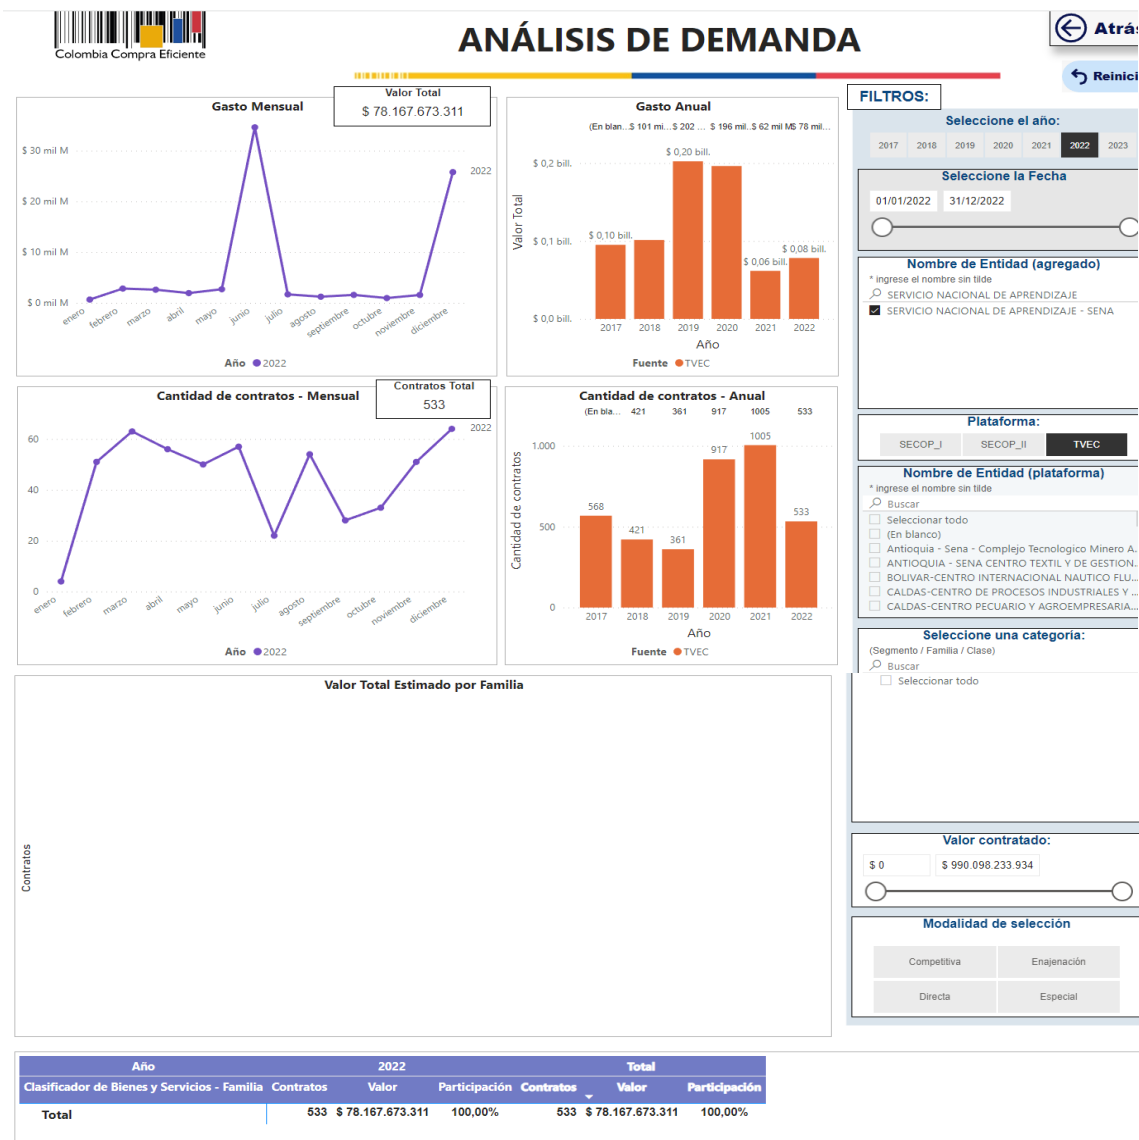 Colombia Compra Eficiente
ANÁLISIS DE DEMANDA
Atrás
Reinici
FILTROS:
Gasto Mensual
Valor Total
$ 78.167.673.311
$ 30 mil M
$ 20 mil M
$ 10 mil M
$ 0 mil M
2022
enero febrero marzo abril mayo junio julio agosto septiembre octubre noviembre diciembre
Año 2022
Gasto Anual
(En blan... $ 101 mi... $ 202 ... $ 196 mil... $ 62 mil M $ 78 mil...
Valor Total
$ 0,2 bill.
$ 0,1 bill.
$ 0,0 bill.
$ 0,10 bill.
$ 0,20 bill.
$ 0,06 bill.
$ 0,08 bill.
2017 2018 2019 2020 2021 2022
Año
Fuente TVEC
Seleccione el año:
2017 2018 2019 2020 2021 2022 2023
Seleccione la Fecha
01/01/2022 31/12/2022
Nombre de Entidad (agregado)
* ingrese el nombre sin tilde
SERVICIO NACIONAL DE APRENDIZAJE
SERVICIO NACIONAL DE APRENDIZAJE - SENA
Cantidad de contratos - Mensual
Contratos Total
533
60
40
20
0
2022
enero febrero marzo abril mayo junio julio agosto septiembre octubre noviembre diciembre
Año 2022
Cantidad de contratos - Anual
(En bla... 421 361 917 1005 533
Cantidad de contratos
1.000
500
0
568
421
361
917
1005
533
2017 2018 2019 2020 2021 2022
Año
Fuente TVEC
Plataforma:
SECOP_I SECOP_II TVEC
Nombre de Entidad (plataforma)
* ingrese el nombre sin tilde
Buscar
Seleccionar todo
(En blanco)
Antioquia - Sena - Complejo Tecnologico Minero A...
ANTIOQUIA - SENA CENTRO TEXTIL Y DE GESTION...
BOLIVAR-CENTRO INTERNACIONAL NAUTICO FLU...
CALDAS-CENTRO DE PROCESOS INDUSTRIALES Y ...
CALDAS-CENTRO PECUARIO Y AGROEMPRESARIA...
Seleccione una categoría:
(Segmento / Familia / Clase)
Buscar
Seleccionar todo
Valor Total Estimado por Familia
Contratos
Valor contratado:
$ 0 $ 990.098.233.934
Modalidad de selección
Competitiva Enajenación
Directa Especial
Año 2022 Total
Clasificador de Bienes y Servicios - Familia Contratos Valor Participación Contratos Valor Participación
Total 533 $ 78.167.673.311 100,00% 533 $ 78.167.673.311 100,00%